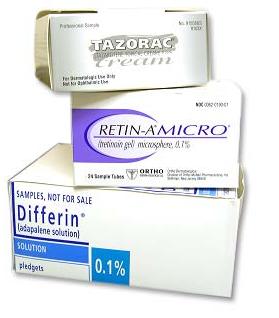 Professional Sample
TAZORAC
cream
For Dermatologic Use Only
Not for Ophthalmic Use
RETIN-A MICRO®
(tretinoin gel) microsphere, 0.1%
24 Sample Tubes
ORTHO
SAMPLES, NOT FOR SALE
Differin®
(adapalene solution)
SOLUTION
0.1%
pledgets